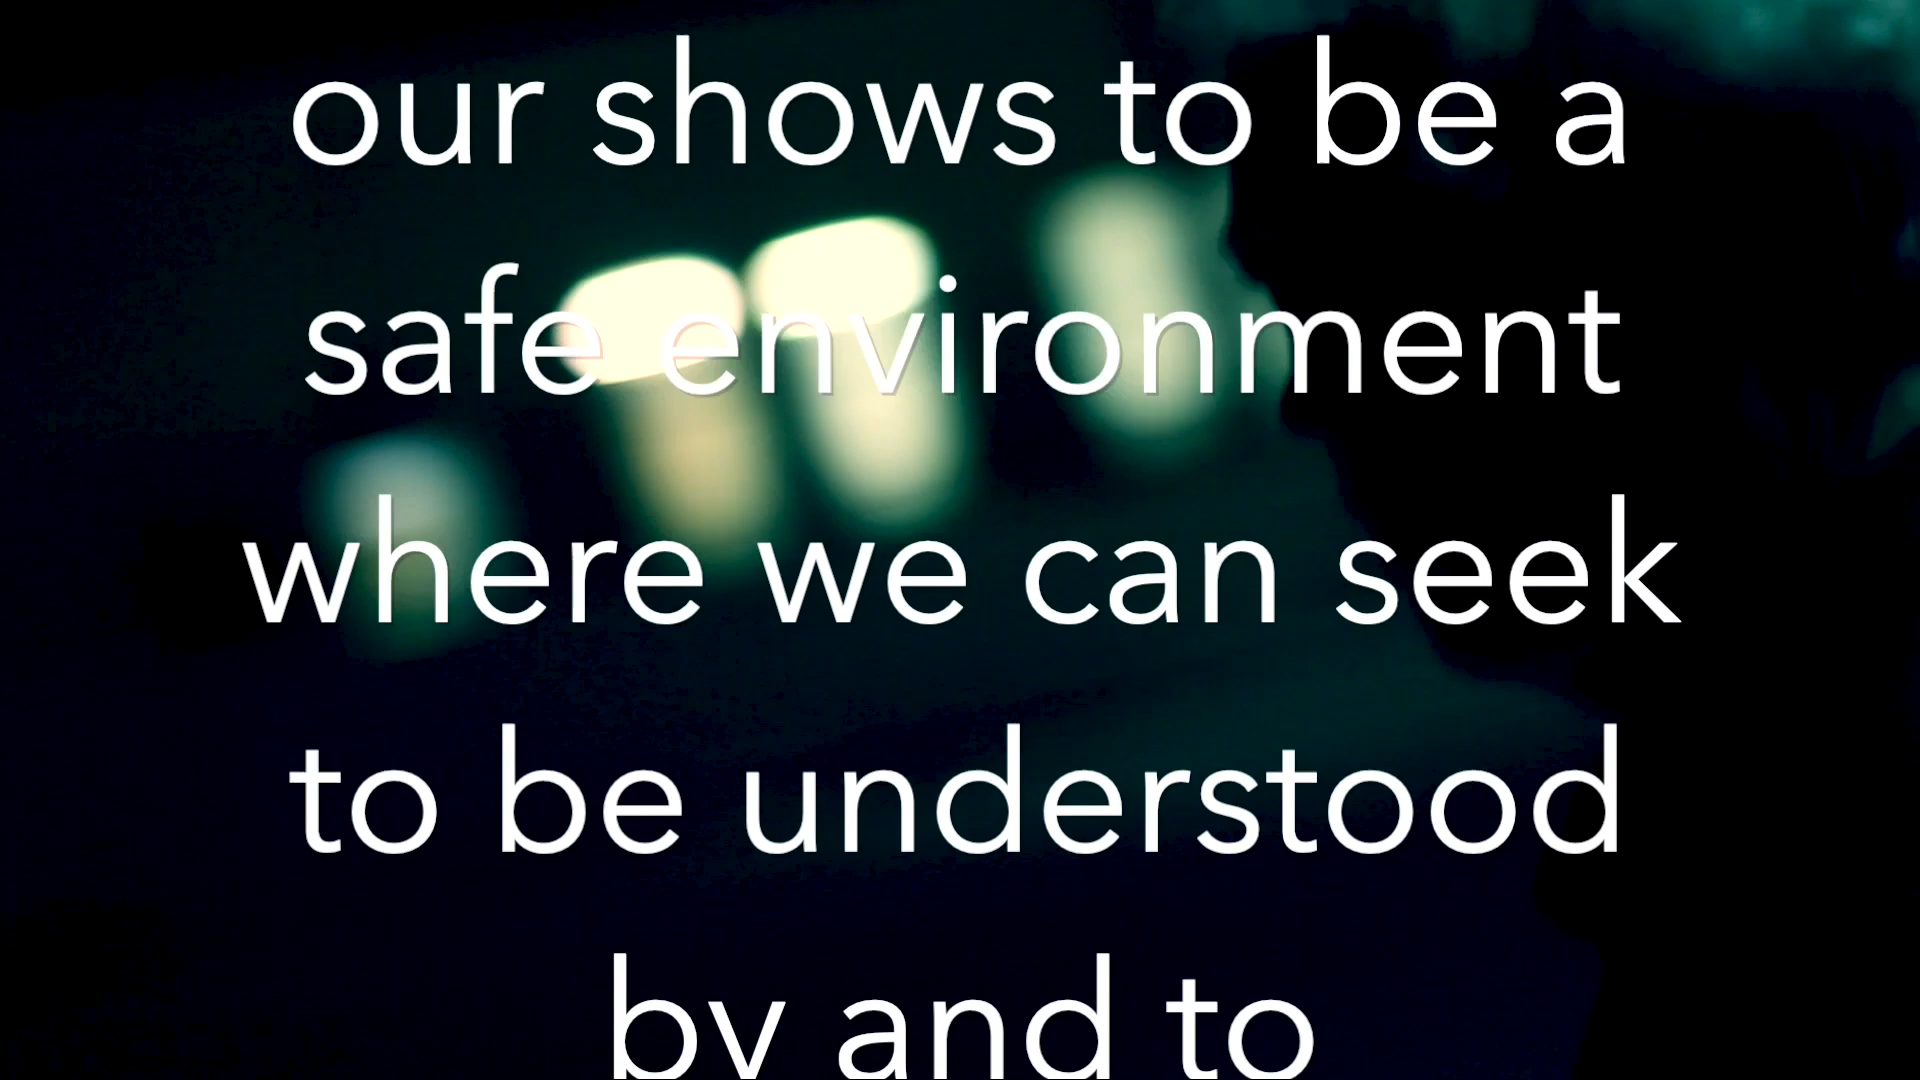 our shows to be a
safe environment
where we can seek
to be understood
by and to